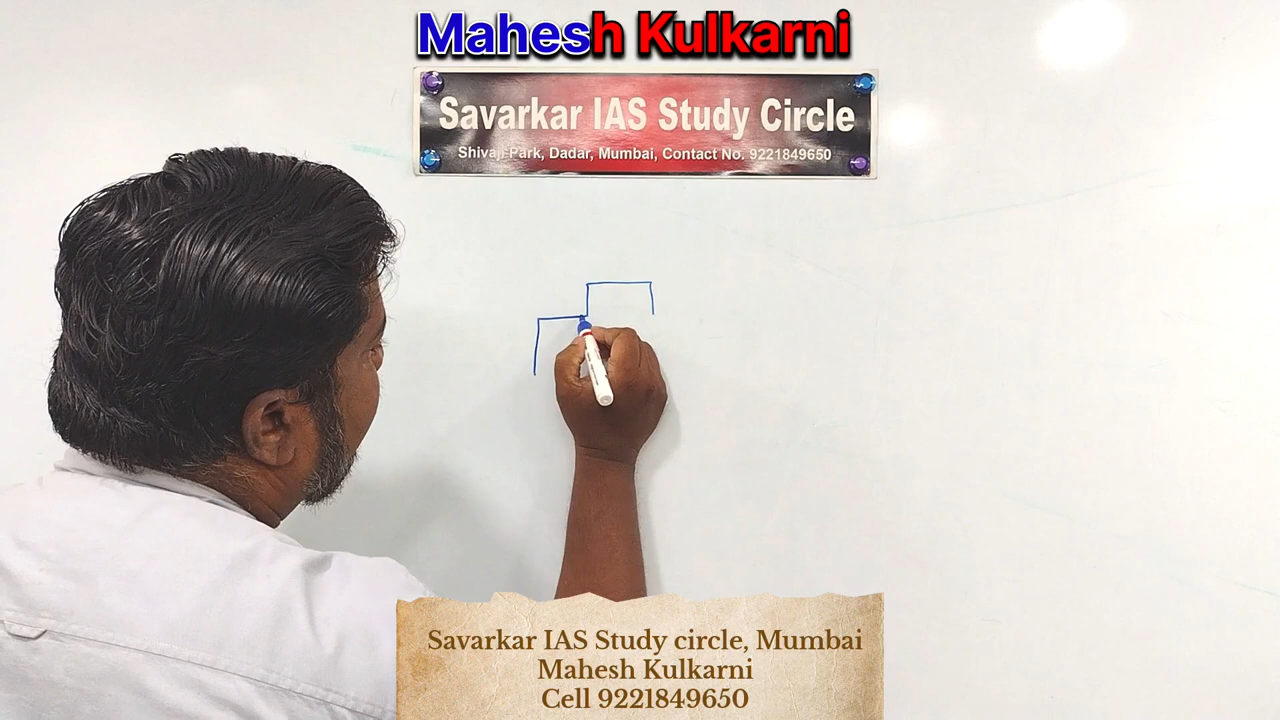 Mahesh Kulkarni
Savarkar IAS Study Circle
Shivaji Park, Dadar, Mumbai, Contact No. 9221849650
Savarkar IAS Study circle, Mumbai
Mahesh Kulkarni
Cell 9221849650